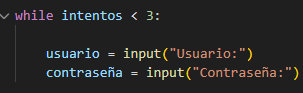 while intentos < 3:
usuario = input("Usuario:")
contraseña = input("Contraseña:")